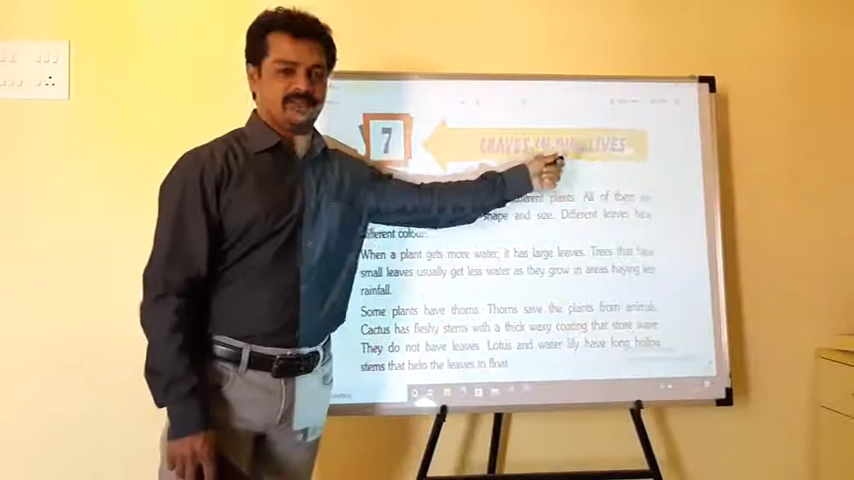 7
LEAVES IN OUR LIVES
plants. All of them are
shape and size. Different leaves have
different colour.
When a plant gets more water, it has large leaves. Trees that have
small leaves usually get less water as they grow in areas having less
rainfall.
Some plants have thorns. Thorns save the plants from animals.
Cactus has fleshy stems with a thick waxy coating that store water.
They do not have leaves. Lotus and water lily have long hollow
stems that help the leaves to float